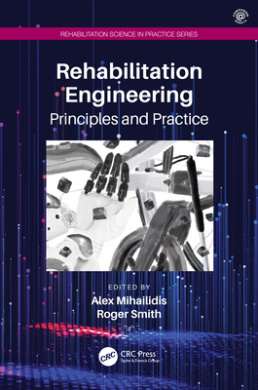 REHABILITATION SCIENCE IN PRACTICE SERIES
Rehabilitation
Engineering
Principles and Practice
EDITED BY
Alex Mihailidis
Roger Smith
CRC
CRC Press
Taylor & Francis Group